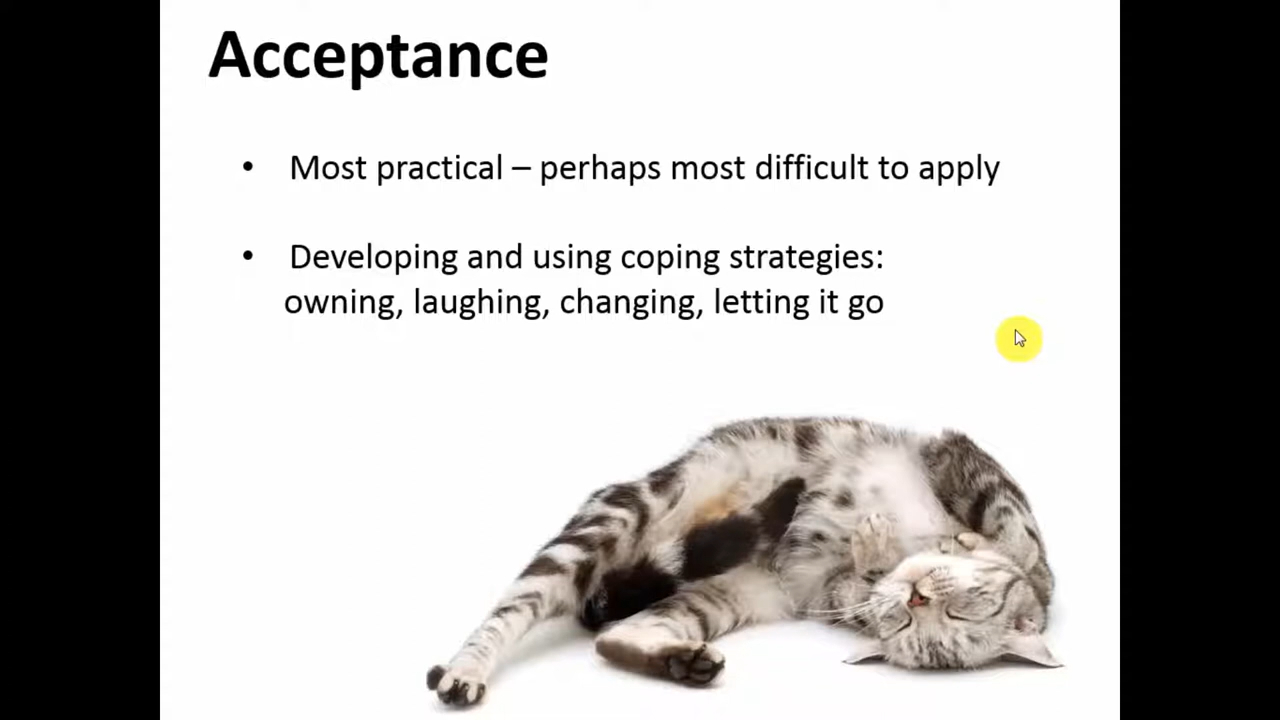 Acceptance
• Most practical – perhaps most difficult to apply
• Developing and using coping strategies:
owning, laughing, changing, letting it go